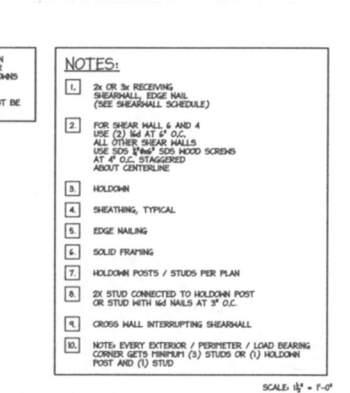 ST BE
NOTES:
1. 2x OR 3x RECEIVING
SHEARWALL, EDGE NAIL
(SEE SHEARWALL SCHEDULE)
2. FOR SHEAR WALL 6 AND 4
USE (2) 16d AT 6" O.C.
ALL OTHER SHEAR WALLS
USE SDS WOOD SCREWS
AT 4" O.C. STAGGERED
ABOUT CENTERLINE
3. HOLDOWN
4. SHEATHING, TYPICAL
5. EDGE NAILING
6. SOLID FRAMING
7. HOLDOWN POSTS / STUDS PER PLAN
8. 2X STUD CONNECTED TO HOLDOWN POST
OR STUD WITH 16d NAILS AT 3" O.C.
9. CROSS WALL INTERRUPTING SHEARWALL
10. NOTE: EVERY EXTERIOR / PERIMETER / LOAD BEARING
CORNER GETS MINIMUM (3) STUDS OR (1) HOLDOWN
POST AND (1) STUD
SCALE: 1½" = 1'-0"